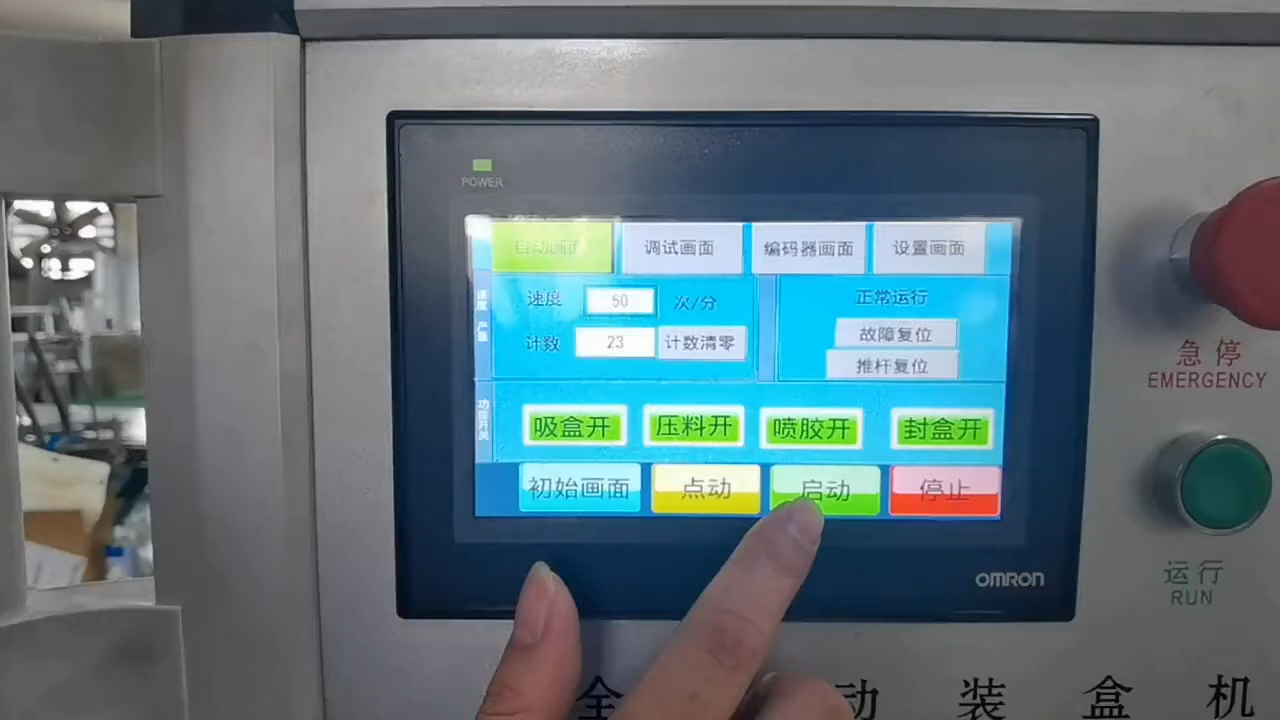 POWER
自动画面 调试画面 编码器画面 设置画面
速度 50 次/分
正常运行
计数 23 计数清零
故障复位
推杆复位
功能开关
吸盒开 压料开 喷胶开 封盒开
初始画面 点动 启动 停止
omron
急停
EMERGENCY
运行
RUN
全 动装盒机